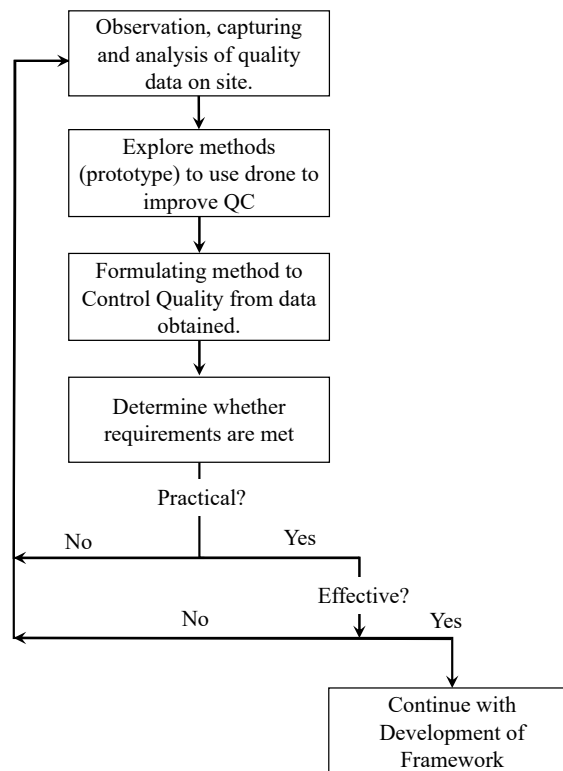 Observation, capturing
and analysis of quality
data on site.
Explore methods
(prototype) to use drone to
improve QC
Formulating method to
Control Quality from data
obtained.
Determine whether
requirements are met
Practical?
No
Yes
Effective?
No
Yes
Continue with
Development of
Framework